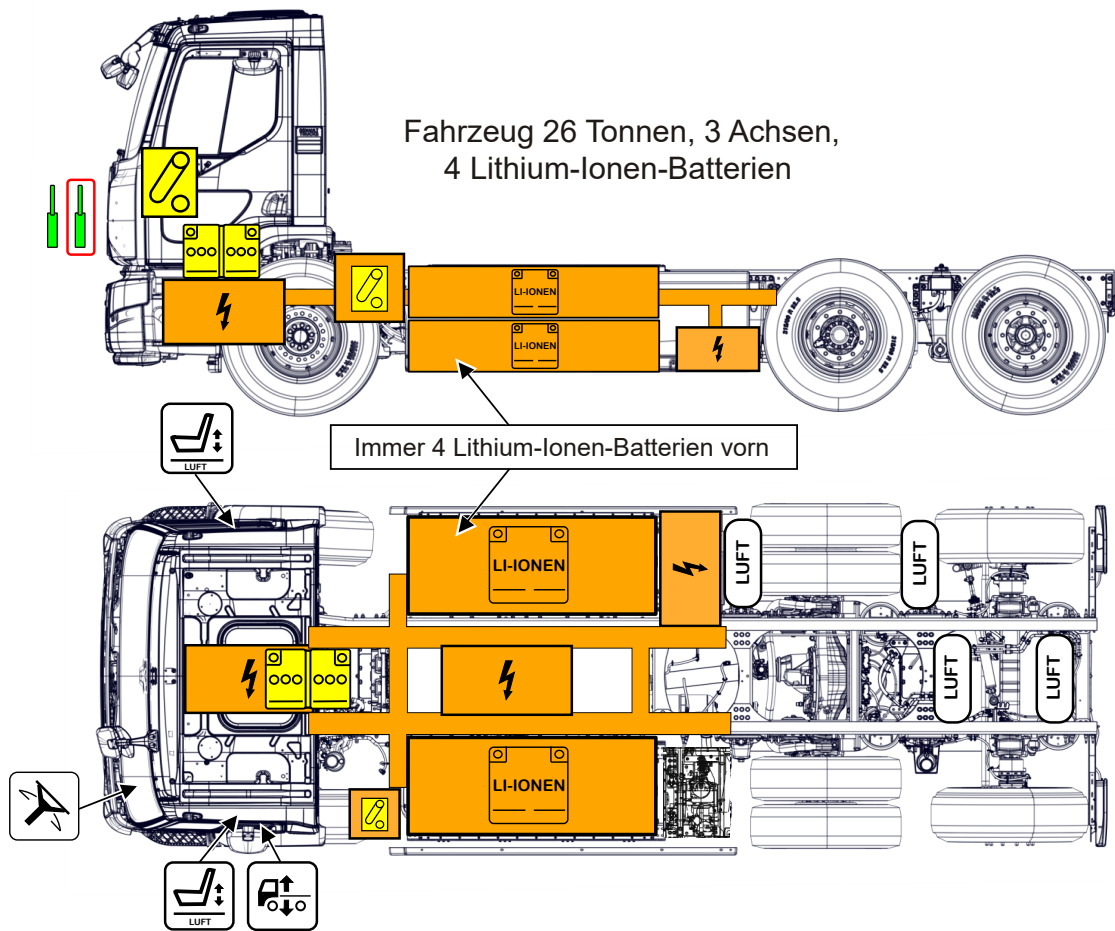 Fahrzeug 26 Tonnen, 3 Achsen,
4 Lithium-Ionen-Batterien
LI-IONEN
LI-IONEN
Immer 4 Lithium-Ionen-Batterien vorn
LUFT
LI-IONEN
LUFT
LUFT
LUFT
LUFT
LI-IONEN
LUFT